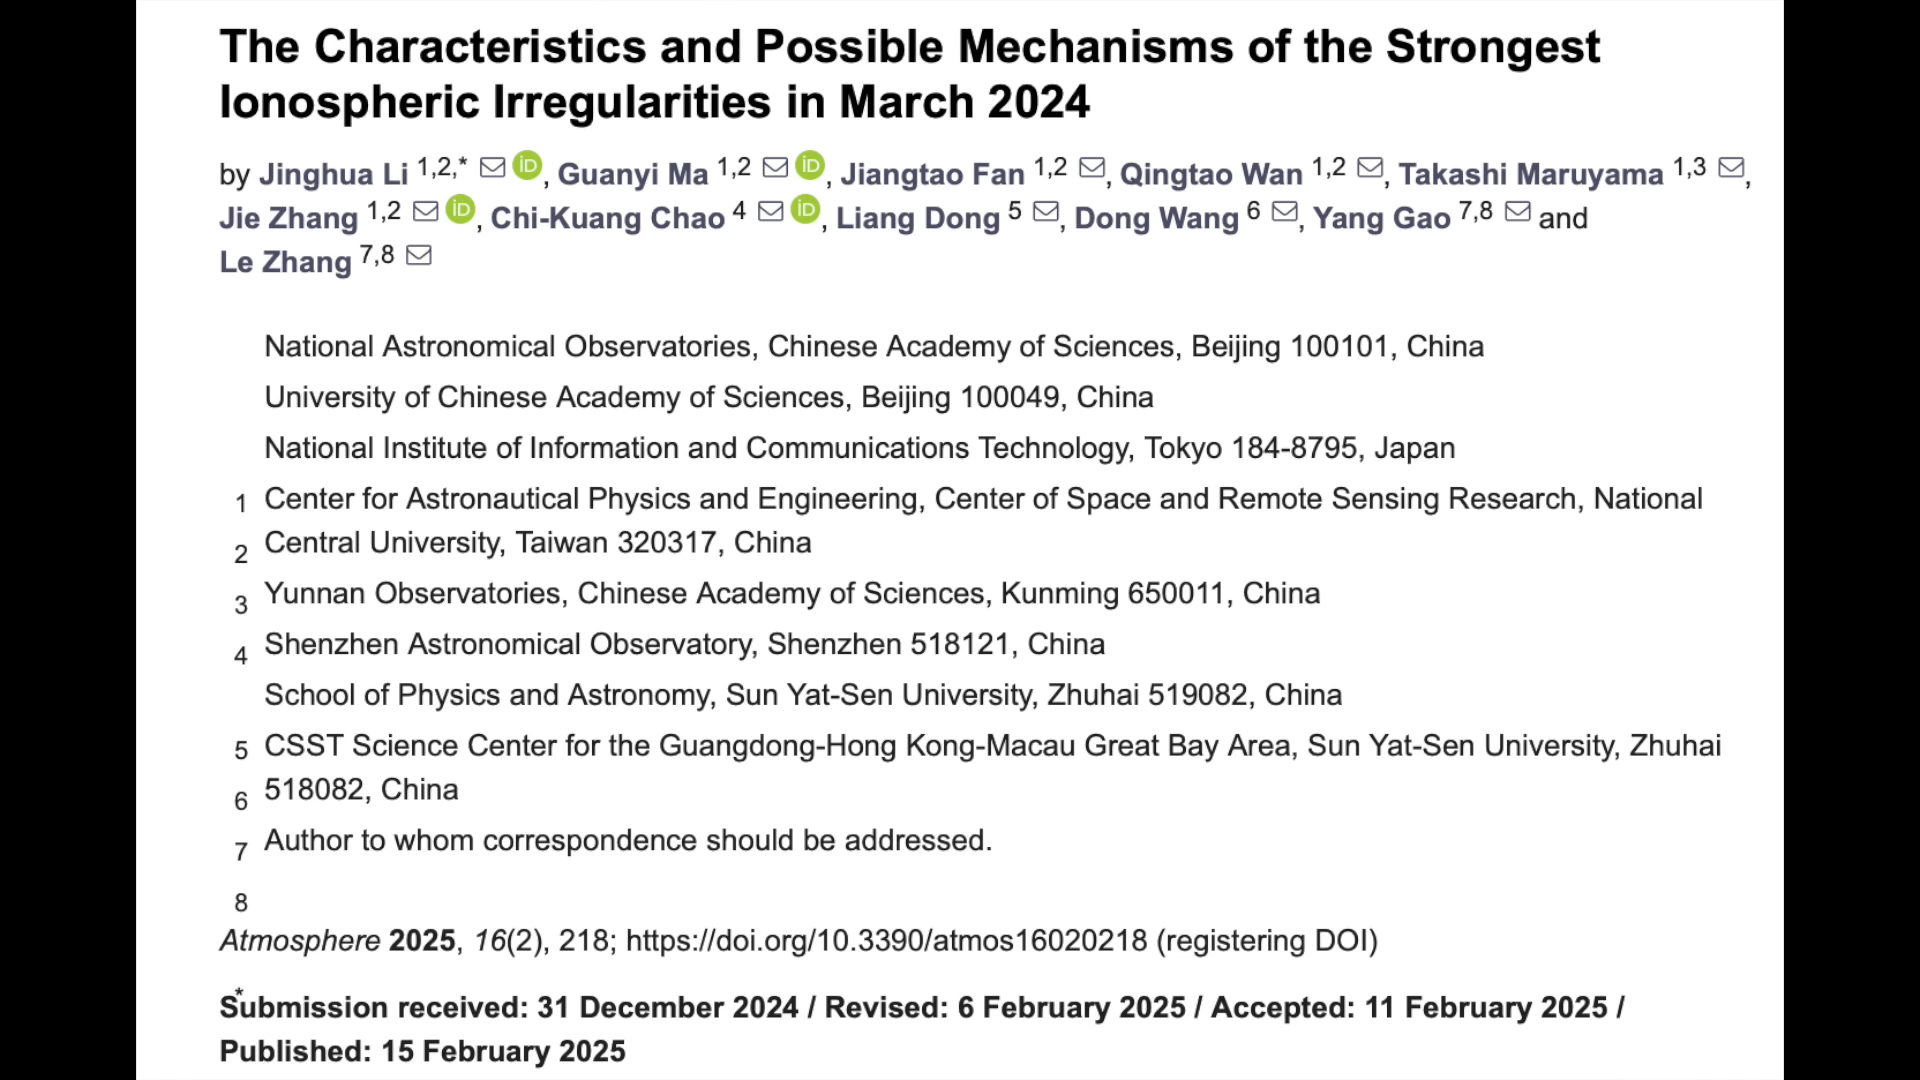 The Characteristics and Possible Mechanisms of the Strongest
Ionospheric Irregularities in March 2024
by Jinghua Li 1,2,* iD, Guanyi Ma 1,2 iD, Jiangtao Fan 1,2, Qingtao Wan 1,2, Takashi Maruyama 1,3,
Jie Zhang 1,2 iD, Chi-Kuang Chao 4 iD, Liang Dong 5, Dong Wang 6, Yang Gao 7,8 and
Le Zhang 7,8
National Astronomical Observatories, Chinese Academy of Sciences, Beijing 100101, China
University of Chinese Academy of Sciences, Beijing 100049, China
National Institute of Information and Communications Technology, Tokyo 184-8795, Japan
1 Center for Astronautical Physics and Engineering, Center of Space and Remote Sensing Research, National
2 Central University, Taiwan 320317, China
3 Yunnan Observatories, Chinese Academy of Sciences, Kunming 650011, China
4 Shenzhen Astronomical Observatory, Shenzhen 518121, China
School of Physics and Astronomy, Sun Yat-Sen University, Zhuhai 519082, China
5 CSST Science Center for the Guangdong-Hong Kong-Macau Great Bay Area, Sun Yat-Sen University, Zhuhai
6 518082, China
7 Author to whom correspondence should be addressed.
8
Atmosphere 2025, 16(2), 218; https://doi.org/10.3390/atmos16020218 (registering DOI)
*
Submission received: 31 December 2024 / Revised: 6 February 2025 / Accepted: 11 February 2025 /
Published: 15 February 2025